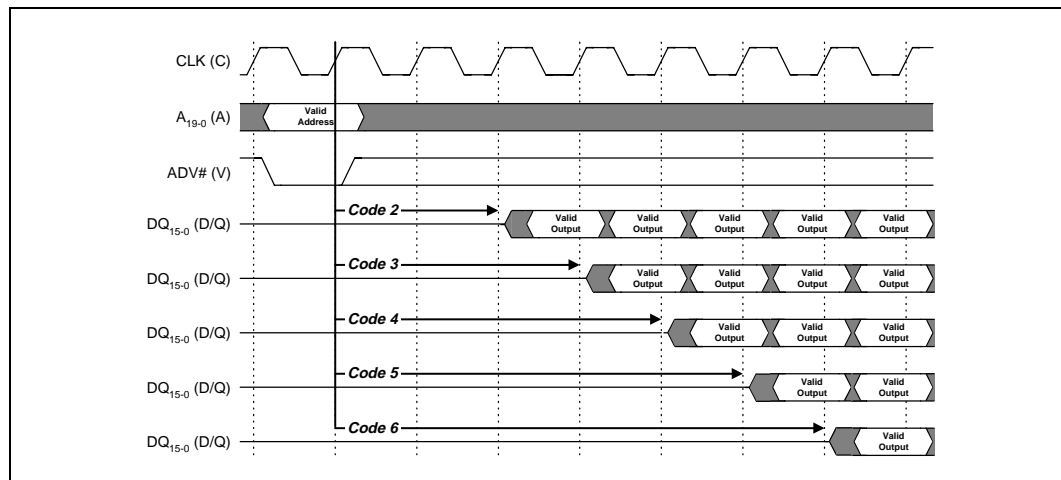 CLK (C)
A19-0 (A)
Valid
Address
ADV# (V)
Code 2
DQ15-0 (D/Q)
Valid
Output
Valid
Output
Valid
Output
Valid
Output
Valid
Output
Code 3
DQ15-0 (D/Q)
Valid
Output
Valid
Output
Valid
Output
Valid
Output
Code 4
DQ15-0 (D/Q)
Valid
Output
Valid
Output
Valid
Output
Code 5
DQ15-0 (D/Q)
Valid
Output
Valid
Output
Code 6
DQ15-0 (D/Q)
Valid
Output